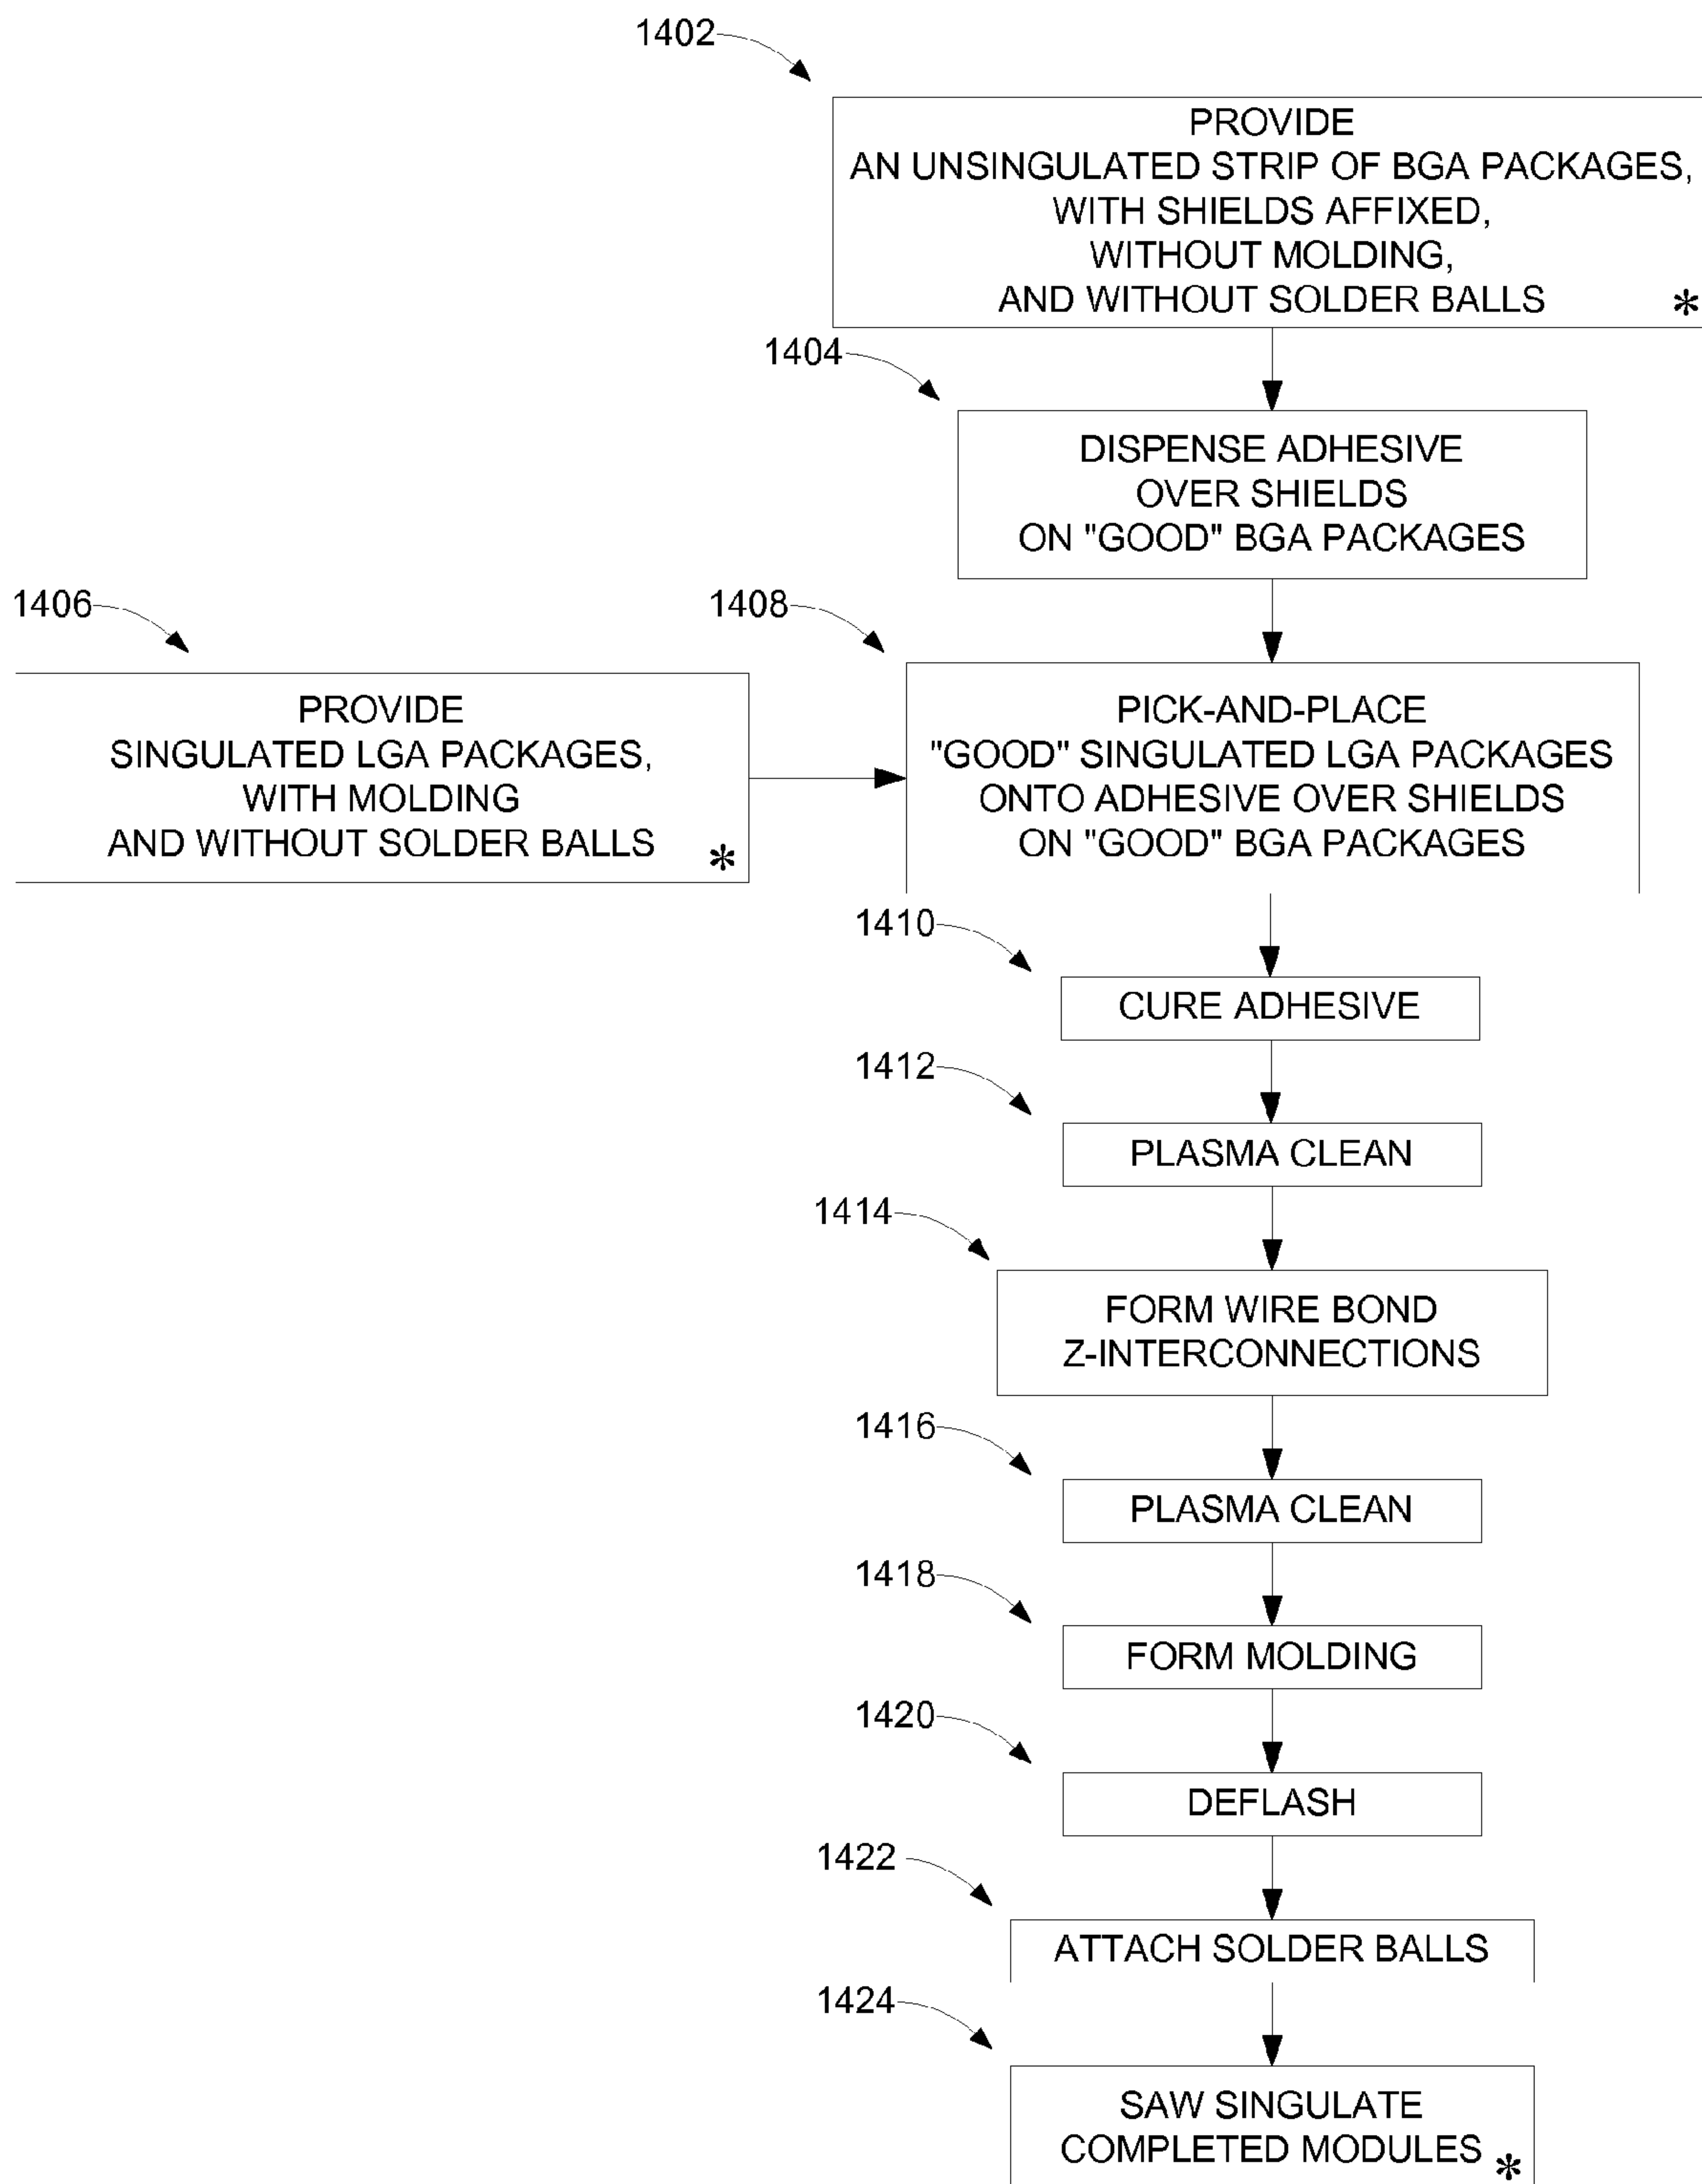 1402
PROVIDE
AN UNSINGULATED STRIP OF BGA PACKAGES,
WITH SHIELDS AFFIXED,
WITHOUT MOLDING,
AND WITHOUT SOLDER BALLS *
1404
DISPENSE ADHESIVE
OVER SHIELDS
ON "GOOD" BGA PACKAGES
1406
PROVIDE
SINGULATED LGA PACKAGES,
WITH MOLDING
AND WITHOUT SOLDER BALLS *
1408
PICK-AND-PLACE
"GOOD" SINGULATED LGA PACKAGES
ONTO ADHESIVE OVER SHIELDS
ON "GOOD" BGA PACKAGES
1410
CURE ADHESIVE
1412
PLASMA CLEAN
1414
FORM WIRE BOND
Z-INTERCONNECTIONS
1416
PLASMA CLEAN
1418
FORM MOLDING
1420
DEFLASH
1422
ATTACH SOLDER BALLS
1424
SAW SINGULATE
COMPLETED MODULES *